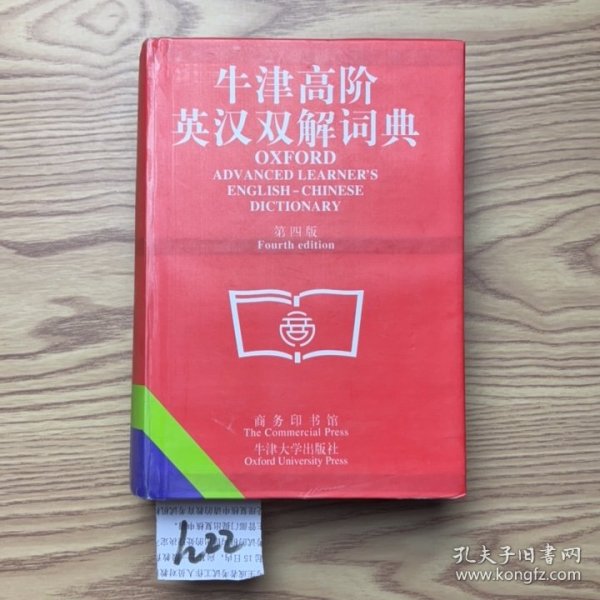 牛津高阶
英汉双解词典
OXFORD
ADVANCED LEARNER'S
ENGLISH-CHINESE
DICTIONARY
第四版
Fourth edition
商务印书馆
The Commercial Press
牛津大学出版社
Oxford University Press
h22
孔夫子旧书网
www.kongfz.com